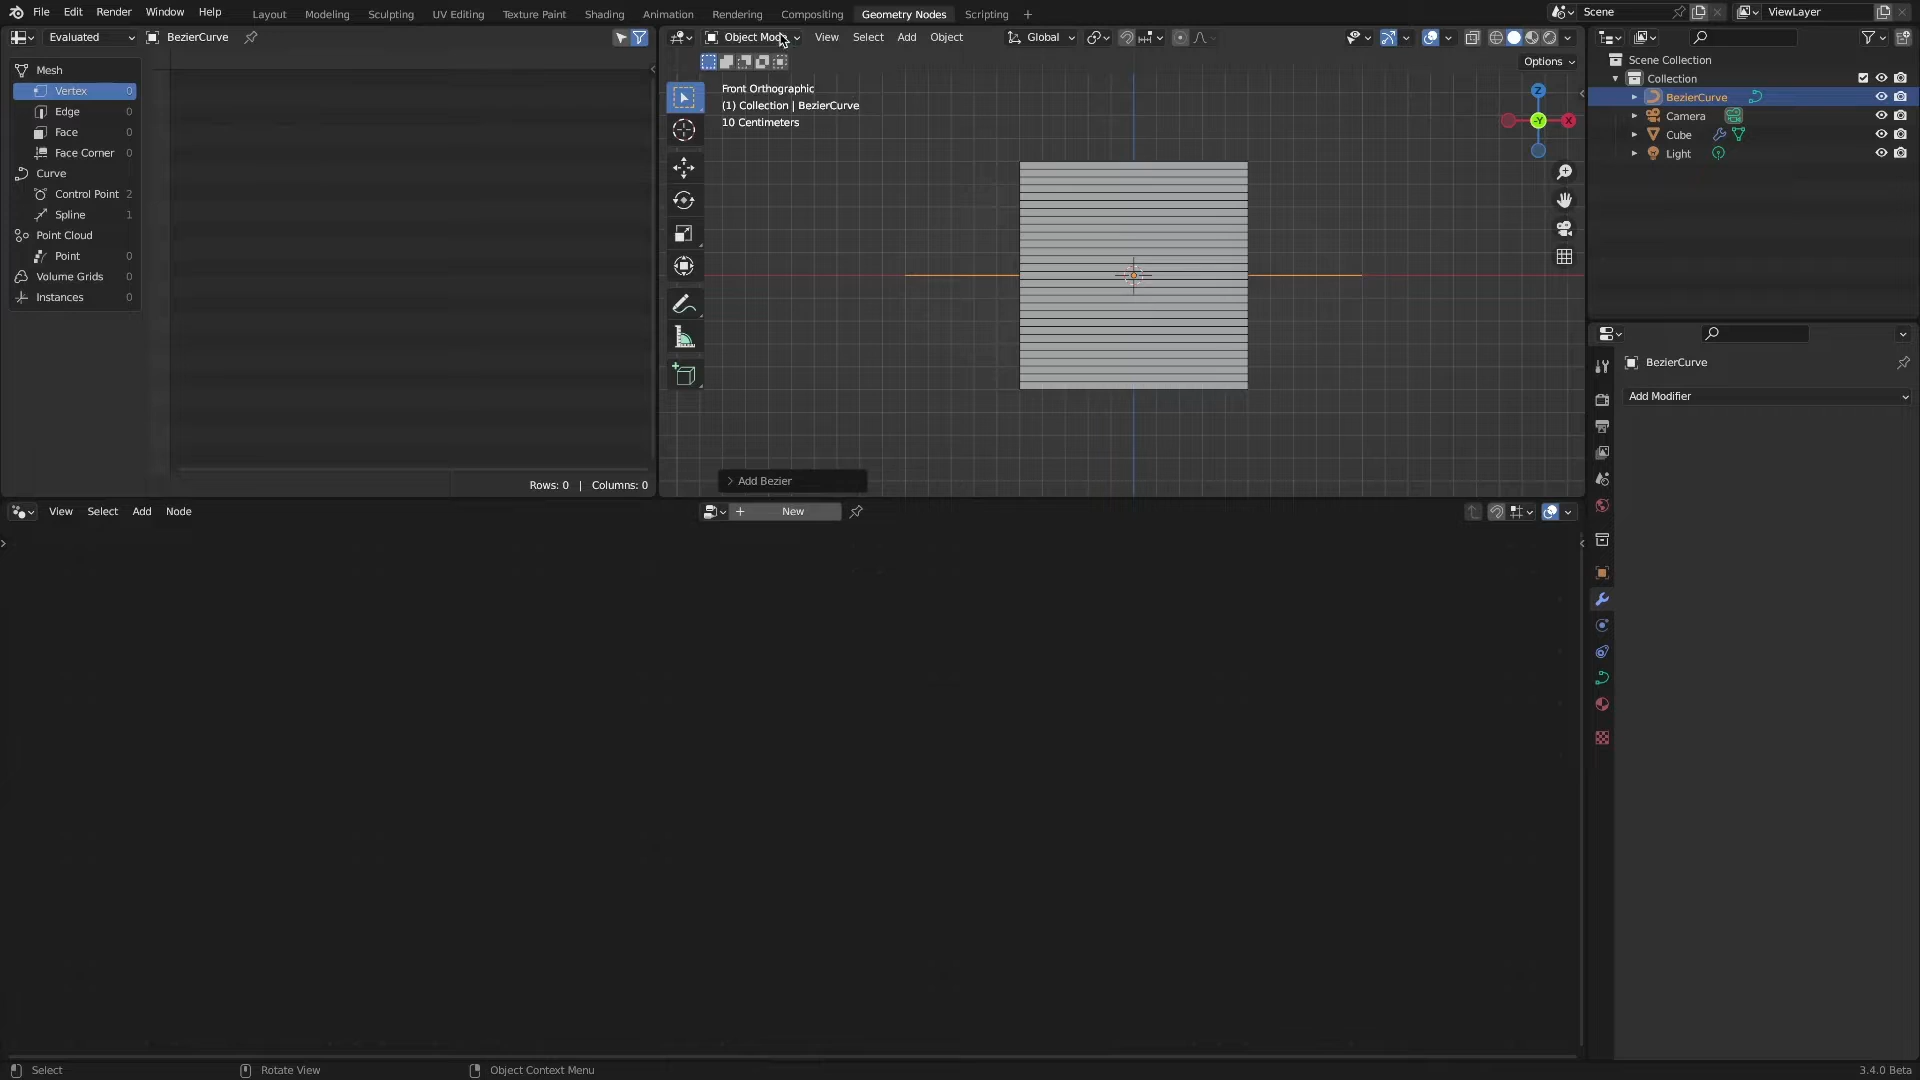 File Edit Render Window Help Layout Modeling Sculpting UV Editing Texture Paint Shading Animation Rendering Compositing Geometry Nodes Scripting + Scene ViewLayer
Evaluated BezierCurve
Mesh
Vertex 0
Edge 0
Face 0
Face Corner 0
Curve
Control Point 2
Spline 1
Point Cloud
Point 0
Volume Grids 0
Instances 0
Rows: 0 | Columns: 0
Object Mode View Select Add Object Global
Options
Front Orthographic
(1) Collection | BezierCurve
10 Centimeters
Z
-Y
X
> Add Bezier
Scene Collection
Collection
BezierCurve
Camera
Cube
Light
BezierCurve
Add Modifier
View Select Add Node + New
Select Rotate View Object Context Menu 3.4.0 Beta